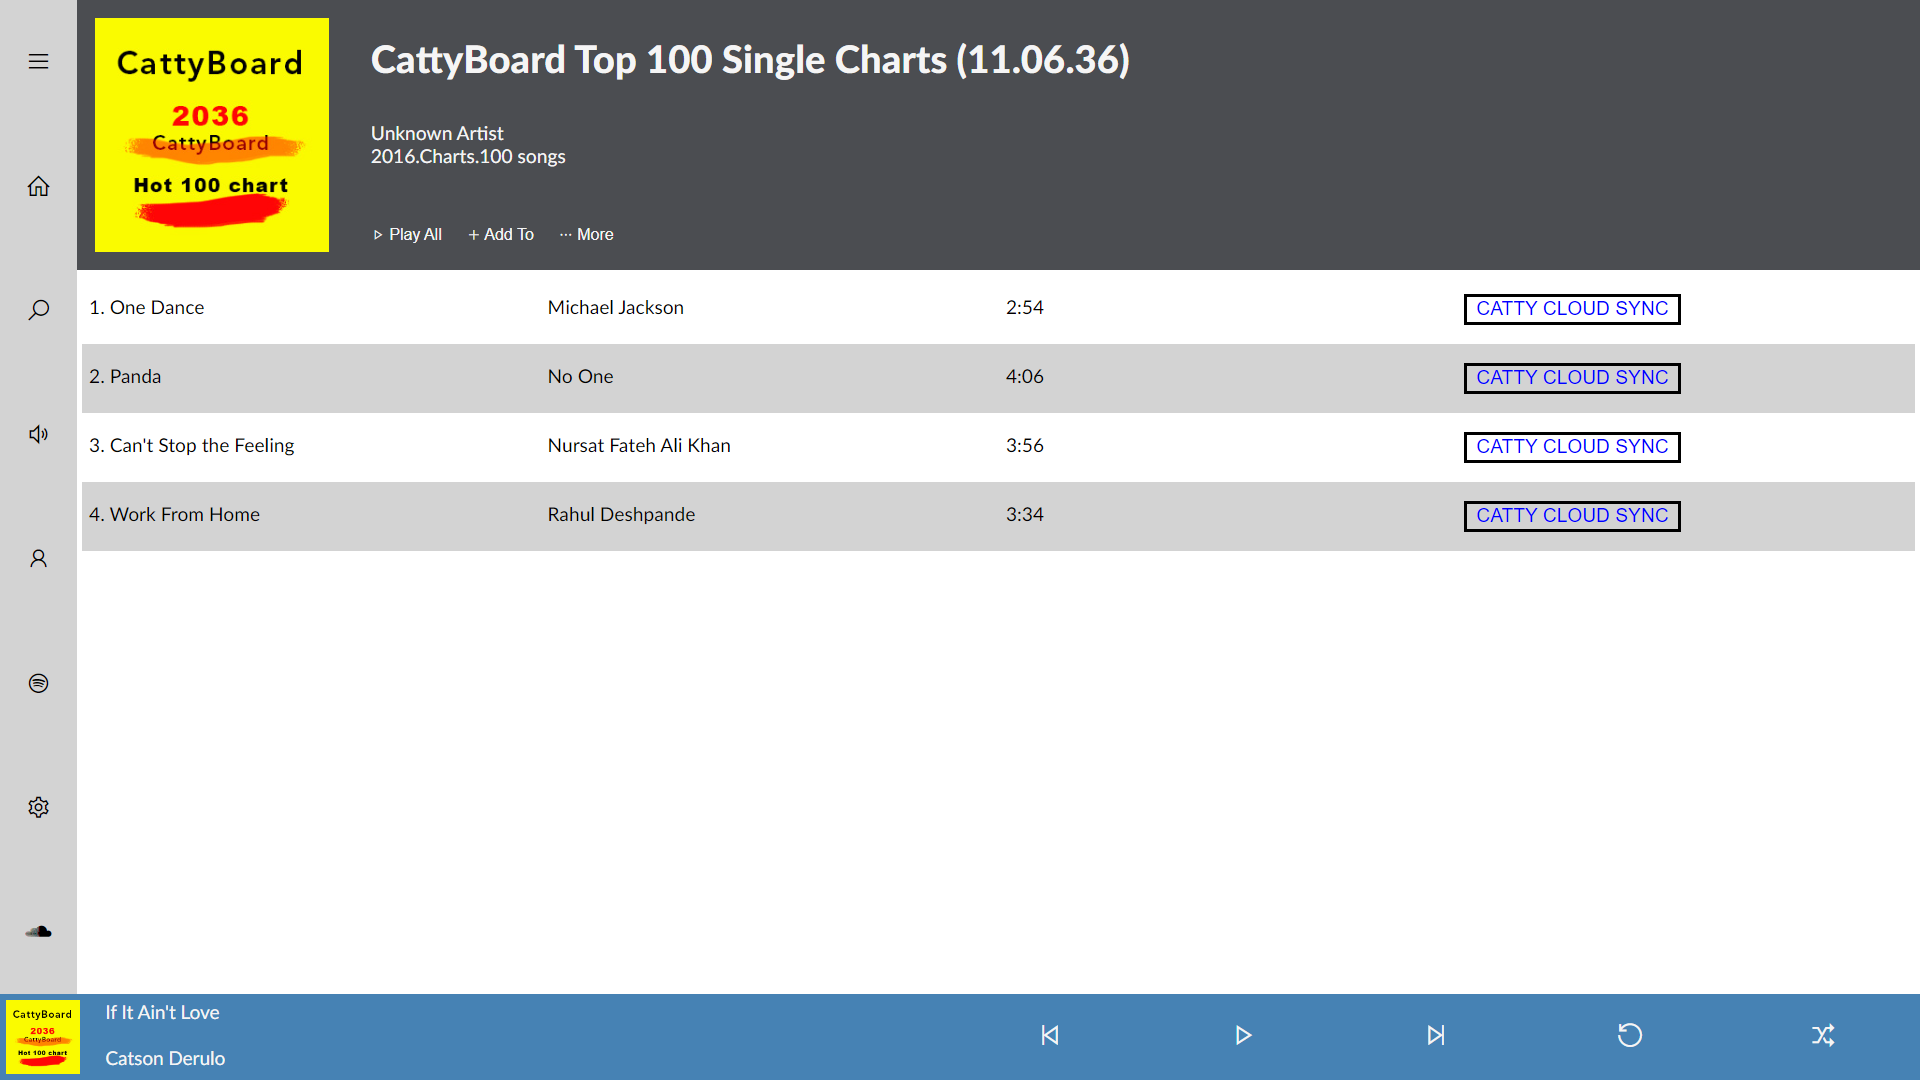 CattyBoard
2036
CattyBoard
Hot 100 chart
CattyBoard Top 100 Single Charts (11.06.36)
Unknown Artist
2016.Charts.100 songs
Play All + Add To ··· More
1. One Dance Michael Jackson 2:54 CATTY CLOUD SYNC
2. Panda No One 4:06 CATTY CLOUD SYNC
3. Can't Stop the Feeling Nursat Fateh Ali Khan 3:56 CATTY CLOUD SYNC
4. Work From Home Rahul Deshpande 3:34 CATTY CLOUD SYNC
CattyBoard
2036
CattyBoard
Hot 100 chart
If It Ain't Love
Catson Derulo